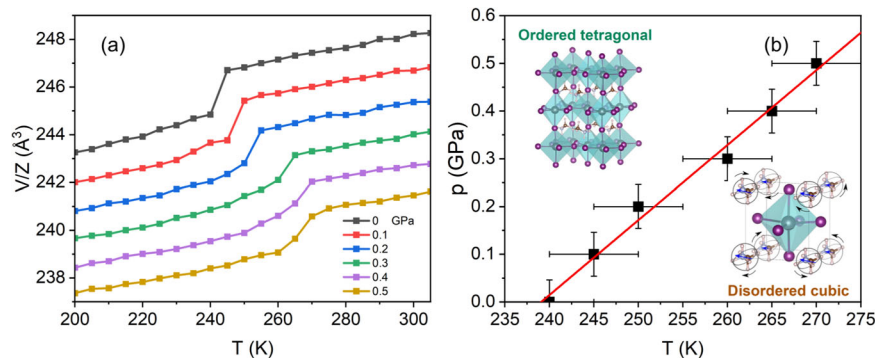 (a)
248
246
244
242
240
238
V/Z (Å³)
0 GPa
0.1
0.2
0.3
0.4
0.5
200 220 240 260 280 300
T (K)
(b)
Ordered tetragonal
0.6
0.5
0.4
0.3
0.2
0.1
0.0
p (GPa)
Disordered cubic
235 240 245 250 255 260 265 270 275
T (K)